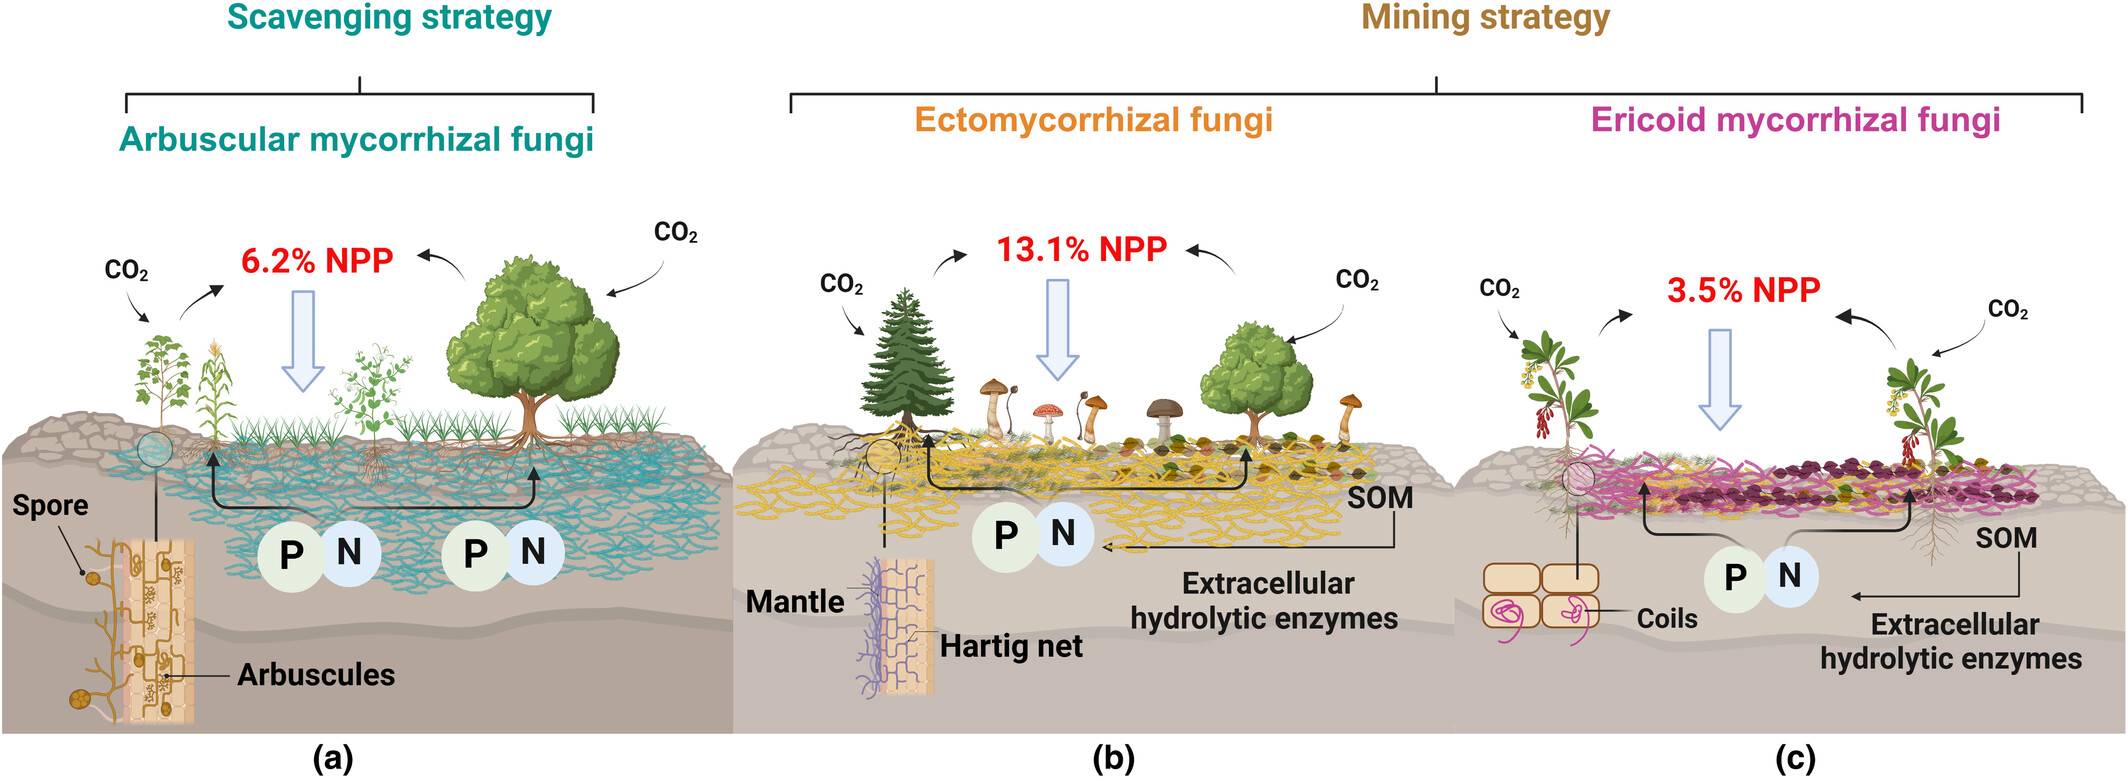 Scavenging strategy
Mining strategy
Arbuscular mycorrhizal fungi
Ectomycorrhizal fungi
Ericoid mycorrhizal fungi
CO₂
6.2% NPP
CO₂
Spore
P
N
P
N
Arbuscules
(a)
CO₂
13.1% NPP
CO₂
SOM
P
N
Mantle
Hartig net
Extracellular
hydrolytic enzymes
(b)
CO₂
3.5% NPP
CO₂
SOM
P
N
Coils
Extracellular
hydrolytic enzymes
(c)